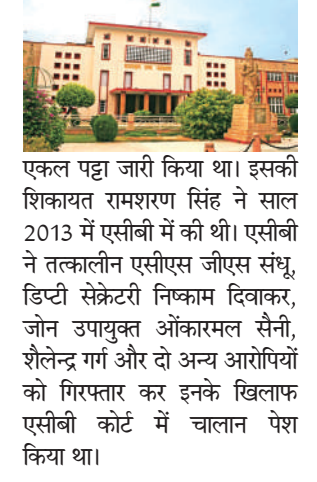 एकल पट्टा जारी किया था। इसकी
शिकायत रामशरण सिंह ने साल
2013 में एसीबी में की थी। एसीबी
ने तत्कालीन एसीएस जीएस संधू,
डिप्टी सेक्रेटरी निष्काम दिवाकर,
जोन उपायुक्त ओंकारमल सैनी,
शैलेन्द्र गर्ग और दो अन्य आरोपियों
को गिरफ्तार कर इनके खिलाफ
एसीबी कोर्ट में चालान पेश
किया था।